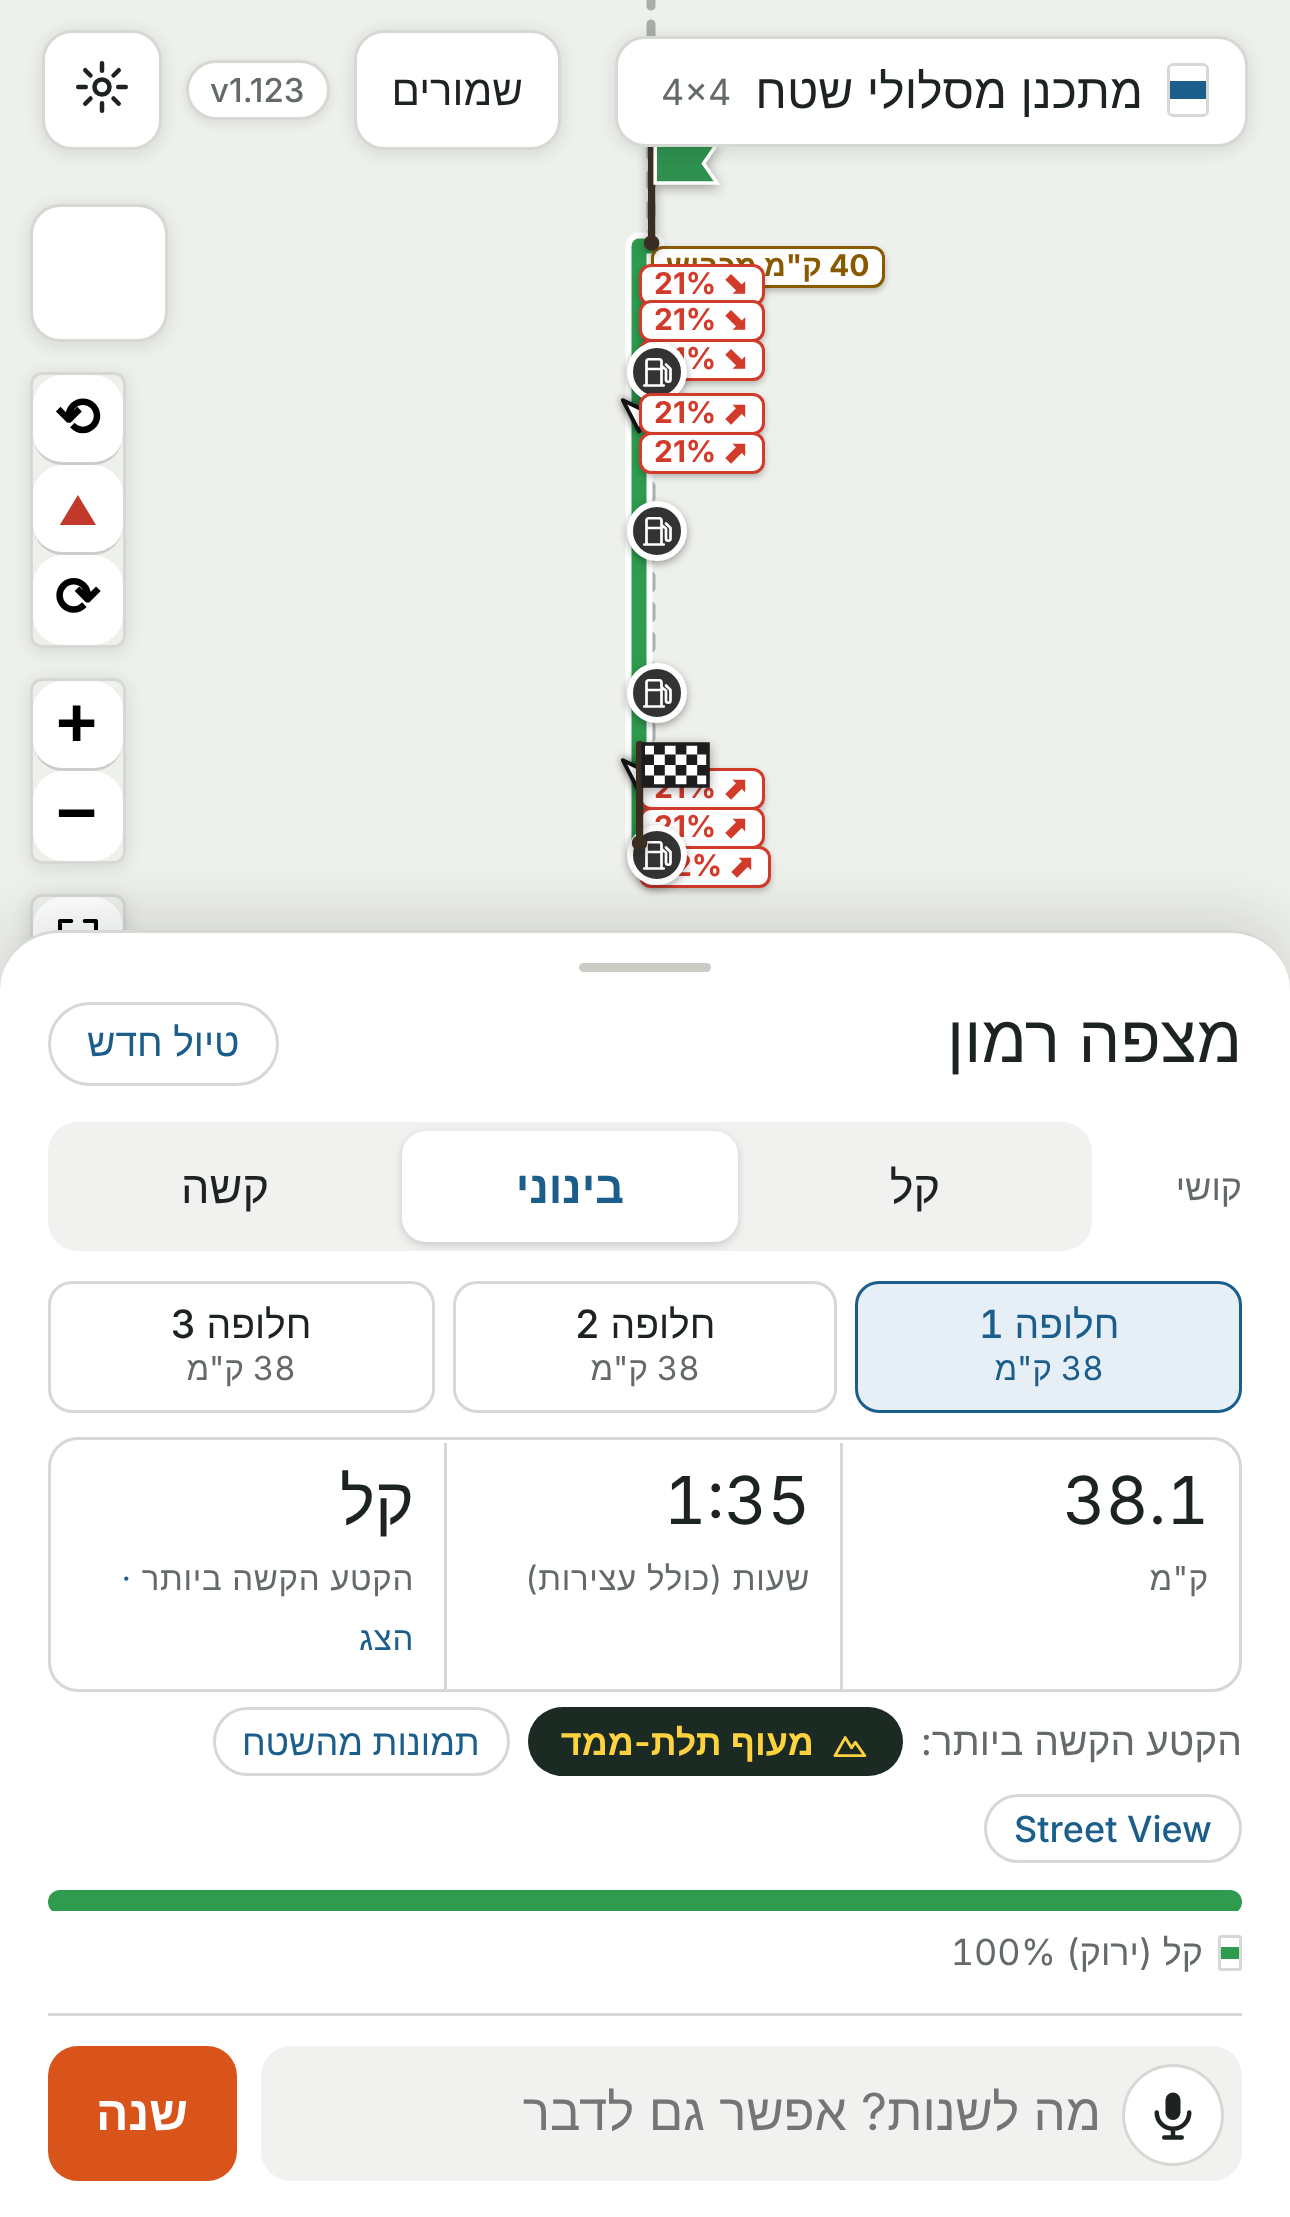 מתכנן מסלולי שטח 4×4
שמורים
v1.123
40 ק"מ
21%
21%
21%
21%
21%
מצפה רמון
טיול חדש
קושי
קל
בינוני
קשה
חלופה 1
38 ק"מ
חלופה 2
38 ק"מ
חלופה 3
38 ק"מ
38.1
ק"מ
1:35
שעות (כולל עצירות)
קל
הקטע הקשה ביותר ·
הצג
הקטע הקשה ביותר:
מעוף תלת-ממד
תמונות מהשטח
Street View
קל (ירוק) 100%
מה לשנות? אפשר גם לדבר
שנה